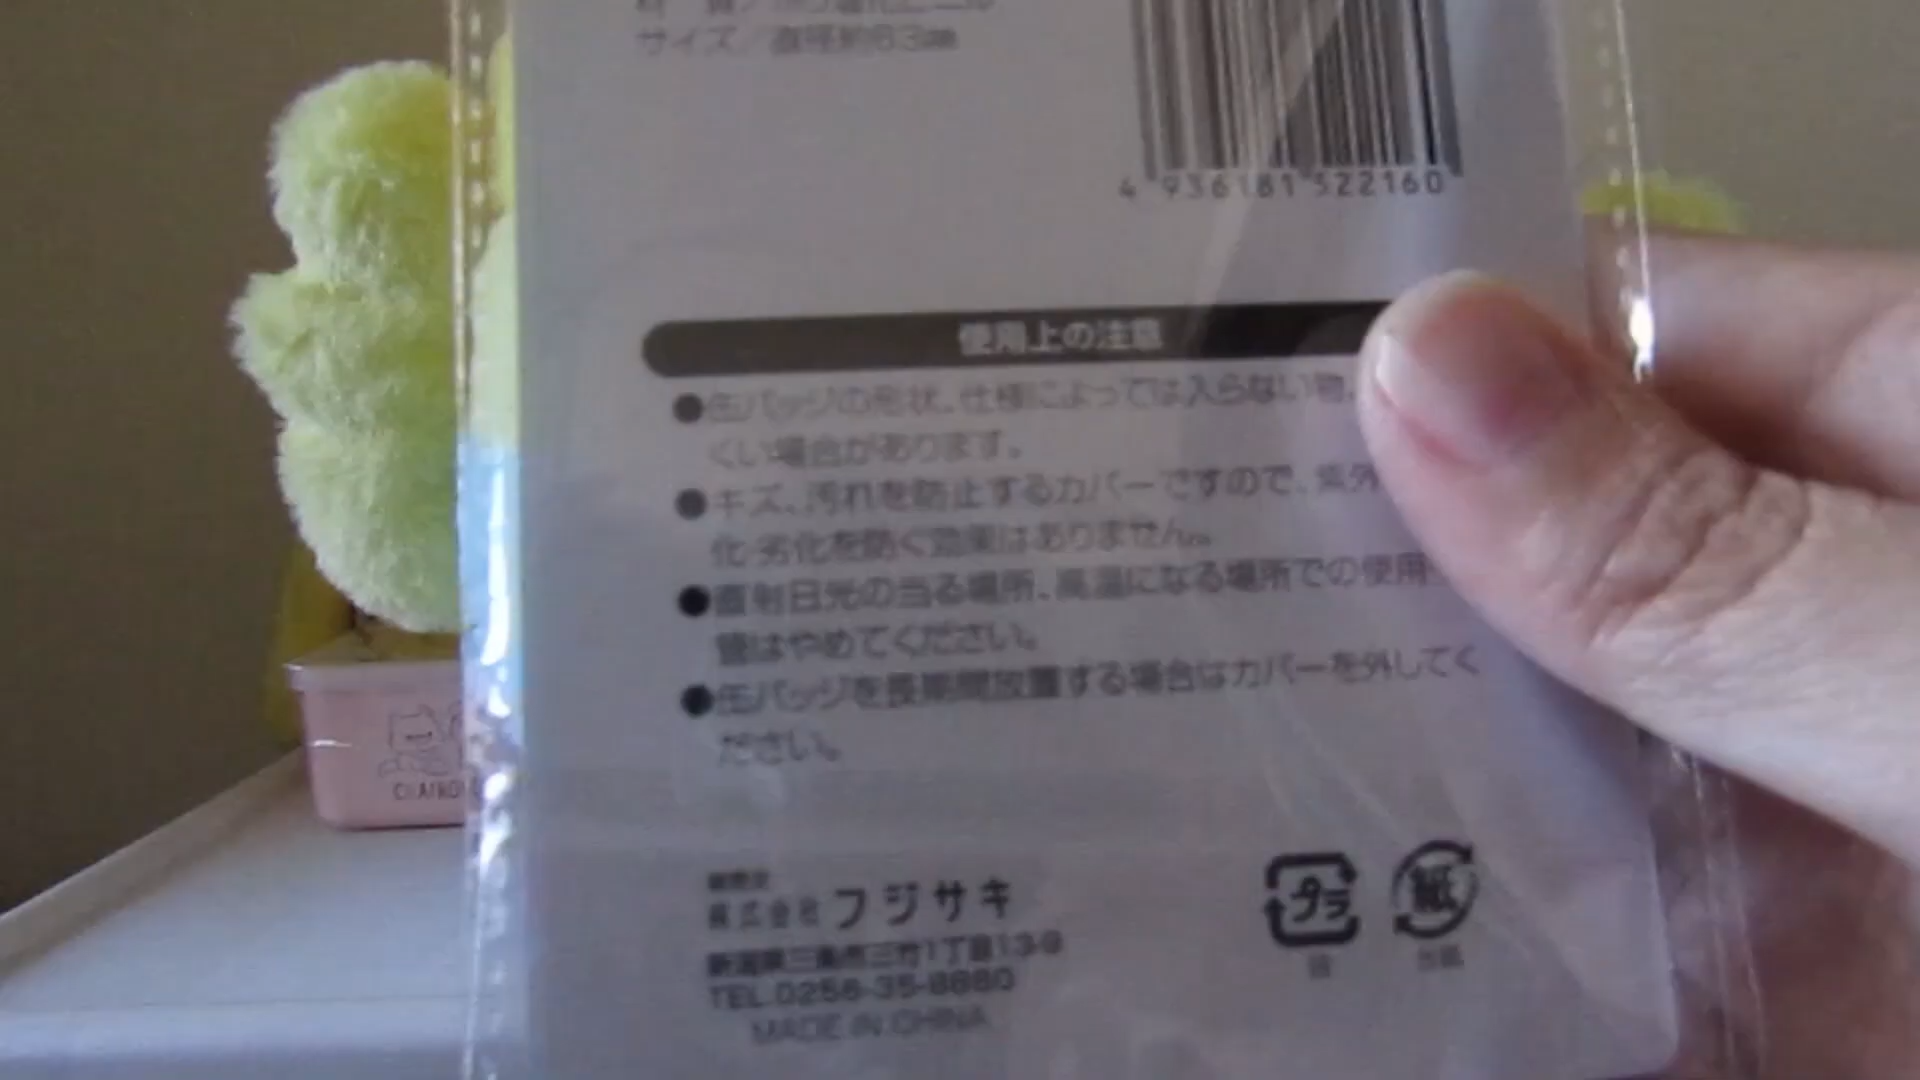 サイズ／直径約63mm
4 936181 522160
使用上の注意
●缶バッジの形状、仕様によっては入らない物、
くい場合があります。
●キズ、汚れを防止するカバーですので、紫外
化・劣化を防ぐ効果はありません。
●直射日光の当る場所、高温になる場所での使用
管はやめてください。
●缶バッジを長期間放置する場合はカバーを外してく
ださい。
株式会社フジサキ
新潟県三条市三竹1丁目13-9
TEL.0256-35-8880
MADE IN CHINA
プラ
紙
袋
台紙